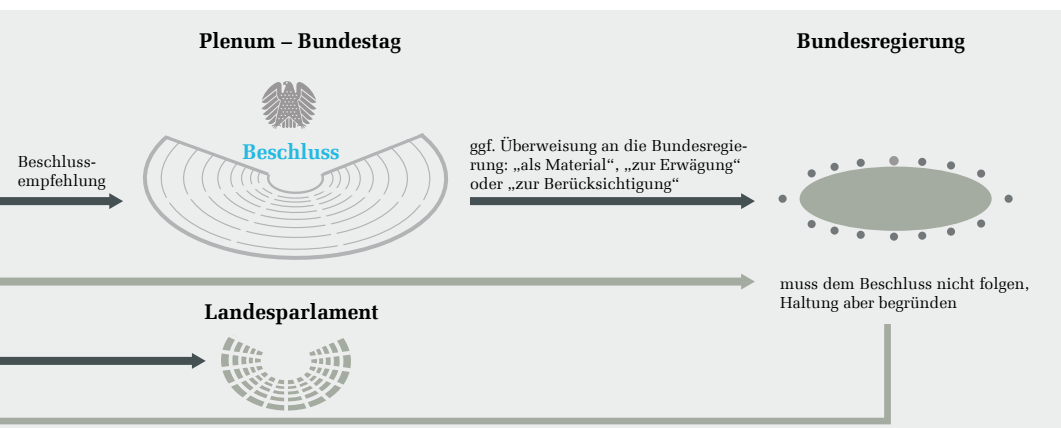 Plenum – Bundestag
Bundesregierung
Beschluss
Beschluss-
empfehlung
ggf. Überweisung an die Bundesregie-
rung: „als Material“, „zur Erwägung“
oder „zur Berücksichtigung“
muss dem Beschluss nicht folgen,
Haltung aber begründen
Landesparlament